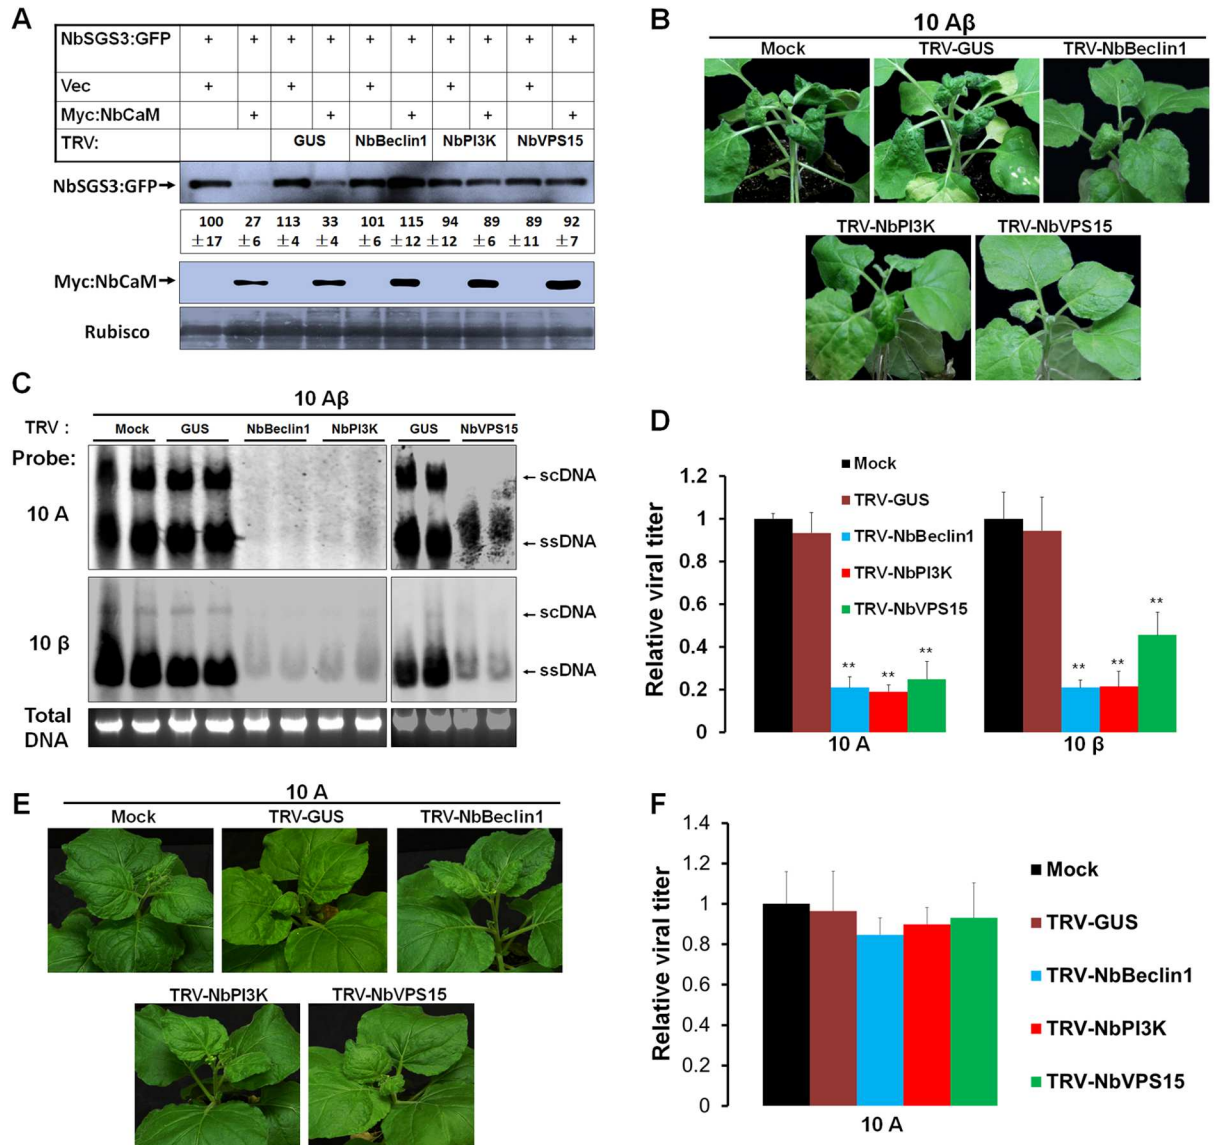 A
NbSGS3:GFP + + + + + + + + + +
Vec + + + + +
Myc:NbCaM + + + + +
TRV: GUS NbBeclin1 NbPI3K NbVPS15
NbSGS3:GFP→
100 27 113 33 101 115 94 89 89 92
±17 ±6 ±4 ±4 ±6 ±12 ±12 ±6 ±11 ±7
Myc:NbCaM→
Rubisco
B
10 Aβ
Mock TRV-GUS TRV-NbBeclin1
TRV-NbPI3K TRV-NbVPS15
C
10 Aβ
TRV : Mock GUS NbBeclin1 NbPI3K GUS NbVPS15
Probe:
10 A
←scDNA
←ssDNA
10 β
←scDNA
←ssDNA
Total
DNA
D
Relative viral titer
1.2
1
0.8
0.6
0.4
0.2
0
Mock
TRV-GUS
TRV-NbBeclin1
TRV-NbPI3K
TRV-NbVPS15
** ** ** ** ** **
10 A 10 β
E
10 A
Mock TRV-GUS TRV-NbBeclin1
TRV-NbPI3K TRV-NbVPS15
F
Relative viral titer
1.4
1.2
1
0.8
0.6
0.4
0.2
0
Mock
TRV-GUS
TRV-NbBeclin1
TRV-NbPI3K
TRV-NbVPS15
10 A